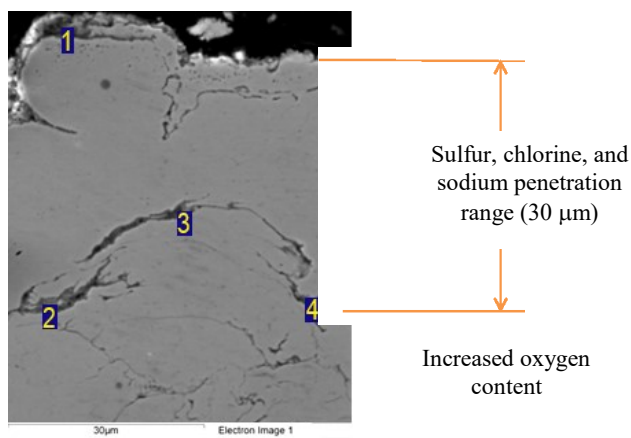 1
Sulfur, chlorine, and
sodium penetration
range (30 μm)
3
2
4
Increased oxygen
content
30μm
Electron Image 1